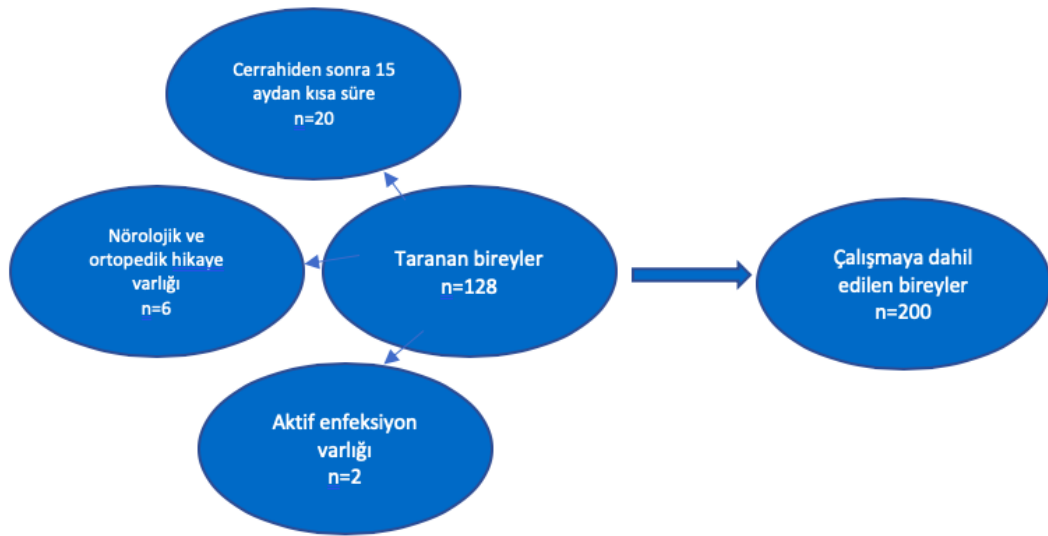 Cerrahiden sonra 15
aydan kısa süre
n=20
Nörolojik ve
ortopedik hikaye
varlığı
n=6
Taranan bireyler
n=128
Çalışmaya dahil
edilen bireyler
n=200
Aktif enfeksiyon
varlığı
n=2